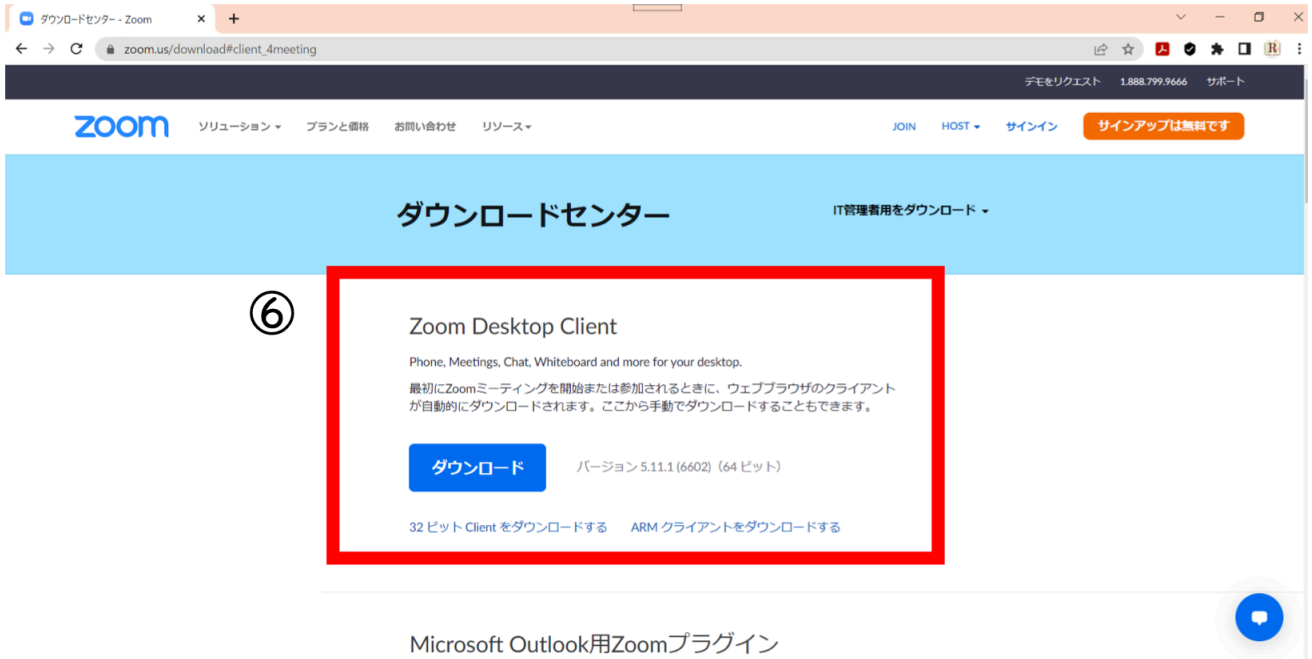 ダウンロードセンター - Zoom
zoom.us/download#client_4meeting
デモをリクエスト 1.888.799.9666 サポート
zoom ソリューション プランと価格 お問い合わせ リソース JOIN HOST サインイン サインアップは無料です
ダウンロードセンター IT管理者用をダウンロード
⑥
Zoom Desktop Client
Phone, Meetings, Chat, Whiteboard and more for your desktop.
最初にZoomミーティングを開始または参加されるときに、ウェブブラウザのクライアント
が自動的にダウンロードされます。ここから手動でダウンロードすることもできます。
ダウンロード バージョン 5.11.1 (6602)（64 ビット）
32 ビット Client をダウンロードする ARM クライアントをダウンロードする
Microsoft Outlook用Zoomプラグイン